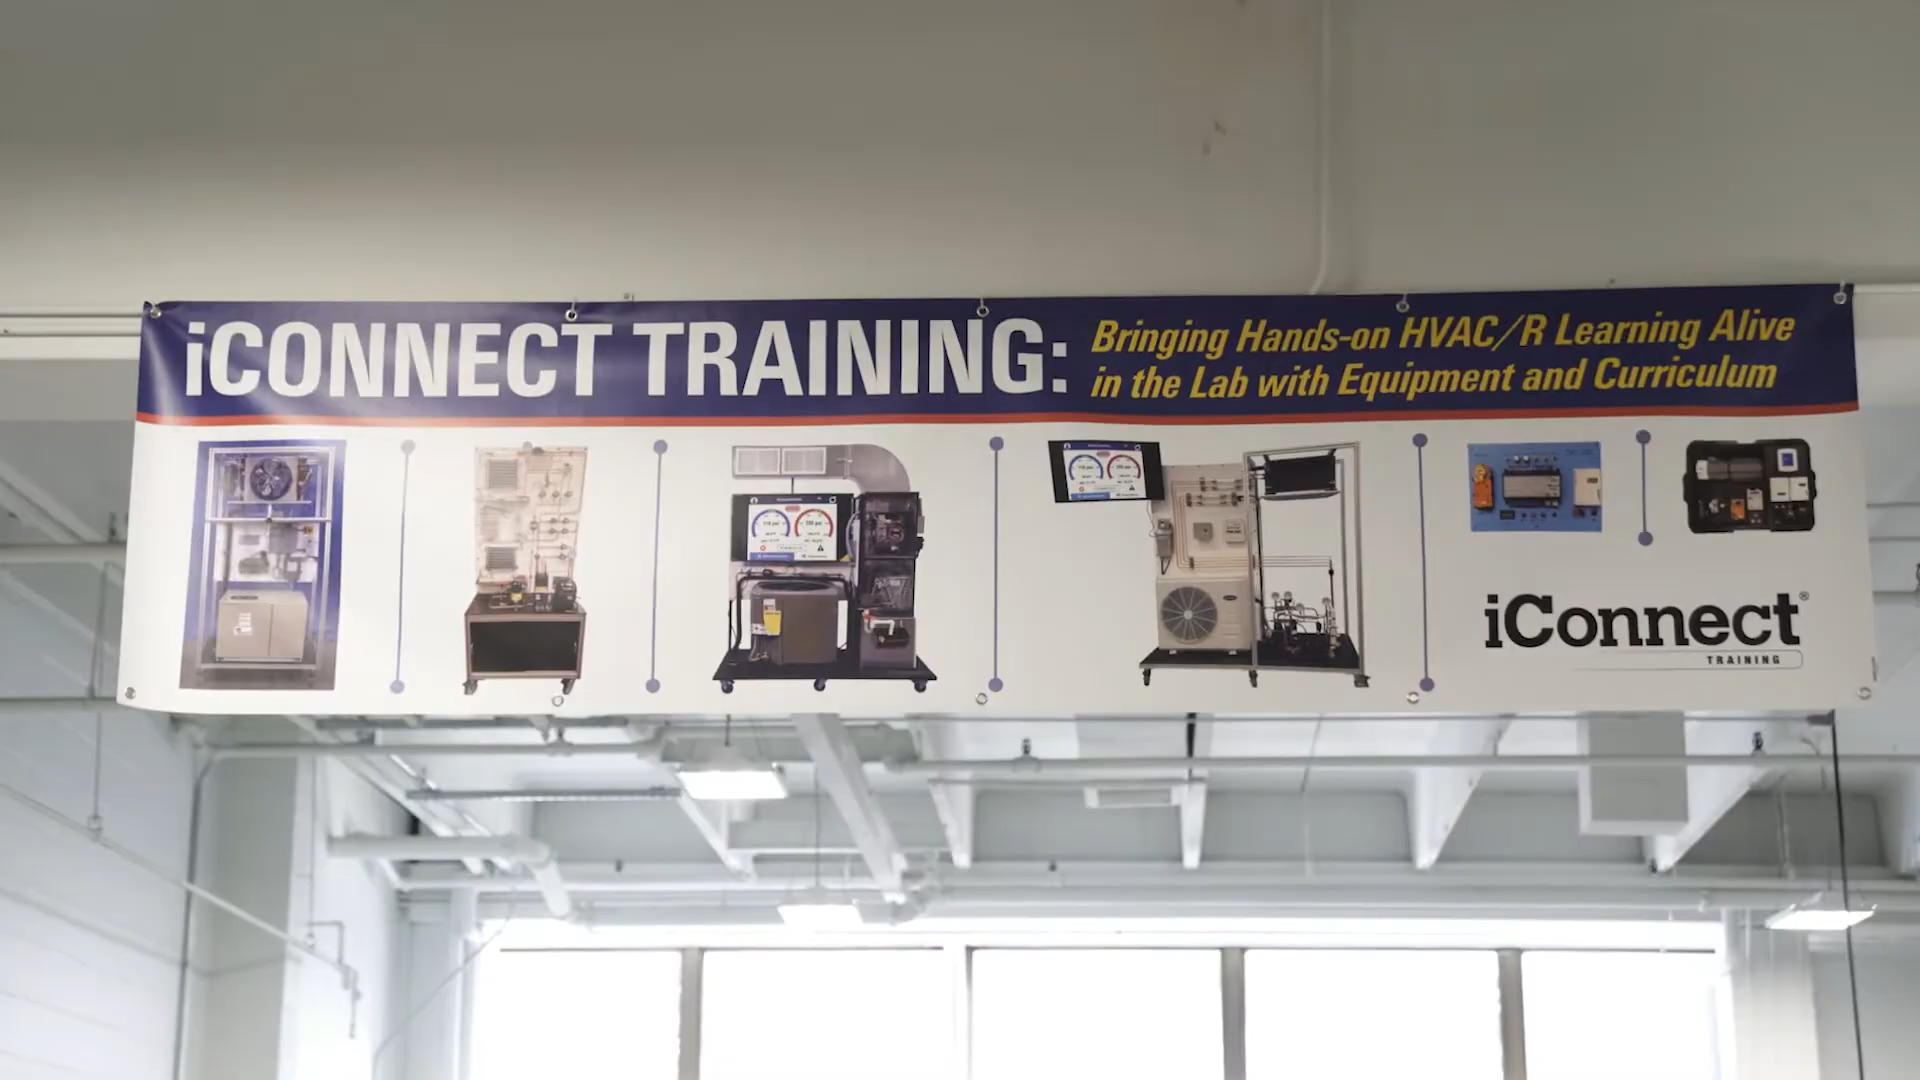 iCONNECT TRAINING:
Bringing Hands-on HVAC/R Learning Alive
in the Lab with Equipment and Curriculum
iConnect®
TRAINING